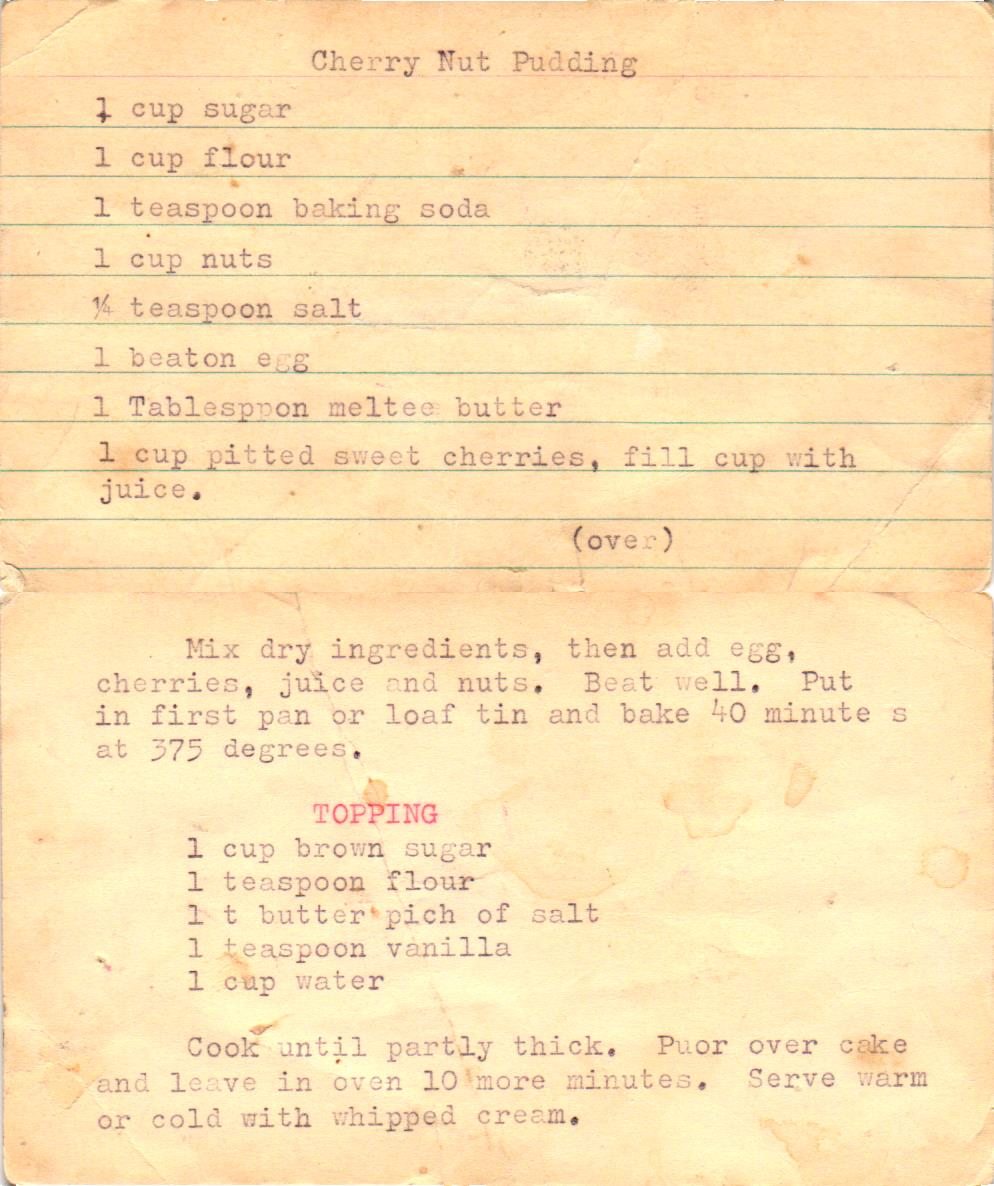 Cherry Nut Pudding
1 cup sugar
1 cup flour
1 teaspoon baking soda
1 cup nuts
¼ teaspoon salt
1 beaton egg
1 Tablesppon meltee butter
1 cup pitted sweet cherries, fill cup with
juice.
(over)
Mix dry ingredients, then add egg,
cherries, juice and nuts. Beat well. Put
in first pan or loaf tin and bake 40 minute s
at 375 degrees.
TOPPING
1 cup brown sugar
1 teaspoon flour
1 t butter pich of salt
1 teaspoon vanilla
1 cup water
Cook until partly thick. Puor over cake
and leave in oven 10 more minutes. Serve warm
or cold with whipped cream.